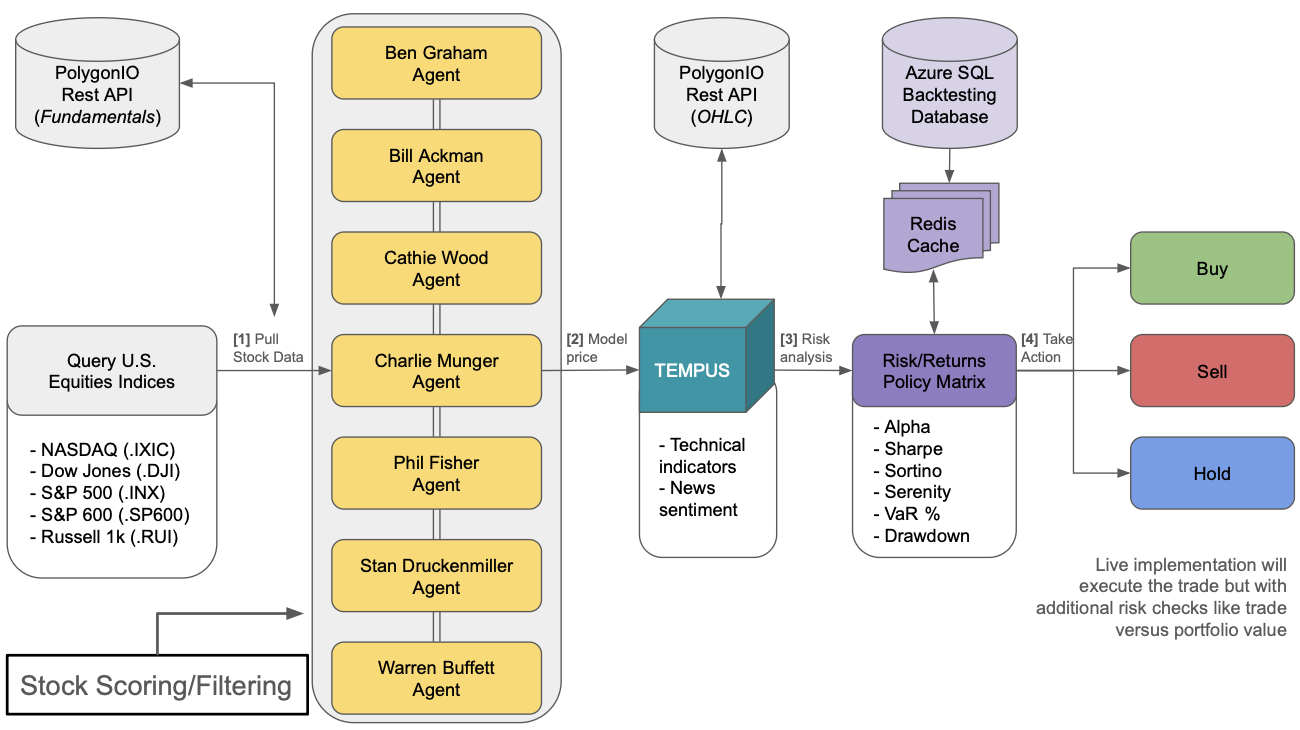 PolygonIO
Rest API
(Fundamentals)
[1] Pull
Stock Data
Query U.S.
Equities Indices
- NASDAQ (.IXIC)
- Dow Jones (.DJI)
- S&P 500 (.INX)
- S&P 600 (.SP600)
- Russell 1k (.RUI)
Stock Scoring/Filtering
Ben Graham
Agent
Bill Ackman
Agent
Cathie Wood
Agent
Charlie Munger
Agent
Phil Fisher
Agent
Stan Druckenmiller
Agent
Warren Buffett
Agent
[2] Model
price
PolygonIO
Rest API
(OHLC)
TEMPUS
- Technical
indicators
- News
sentiment
[3] Risk
analysis
Azure SQL
Backtesting
Database
Redis
Cache
Risk/Returns
Policy Matrix
- Alpha
- Sharpe
- Sortino
- Serenity
- VaR %
- Drawdown
[4] Take
Action
Buy
Sell
Hold
Live implementation will
execute the trade but with
additional risk checks like trade
versus portfolio value